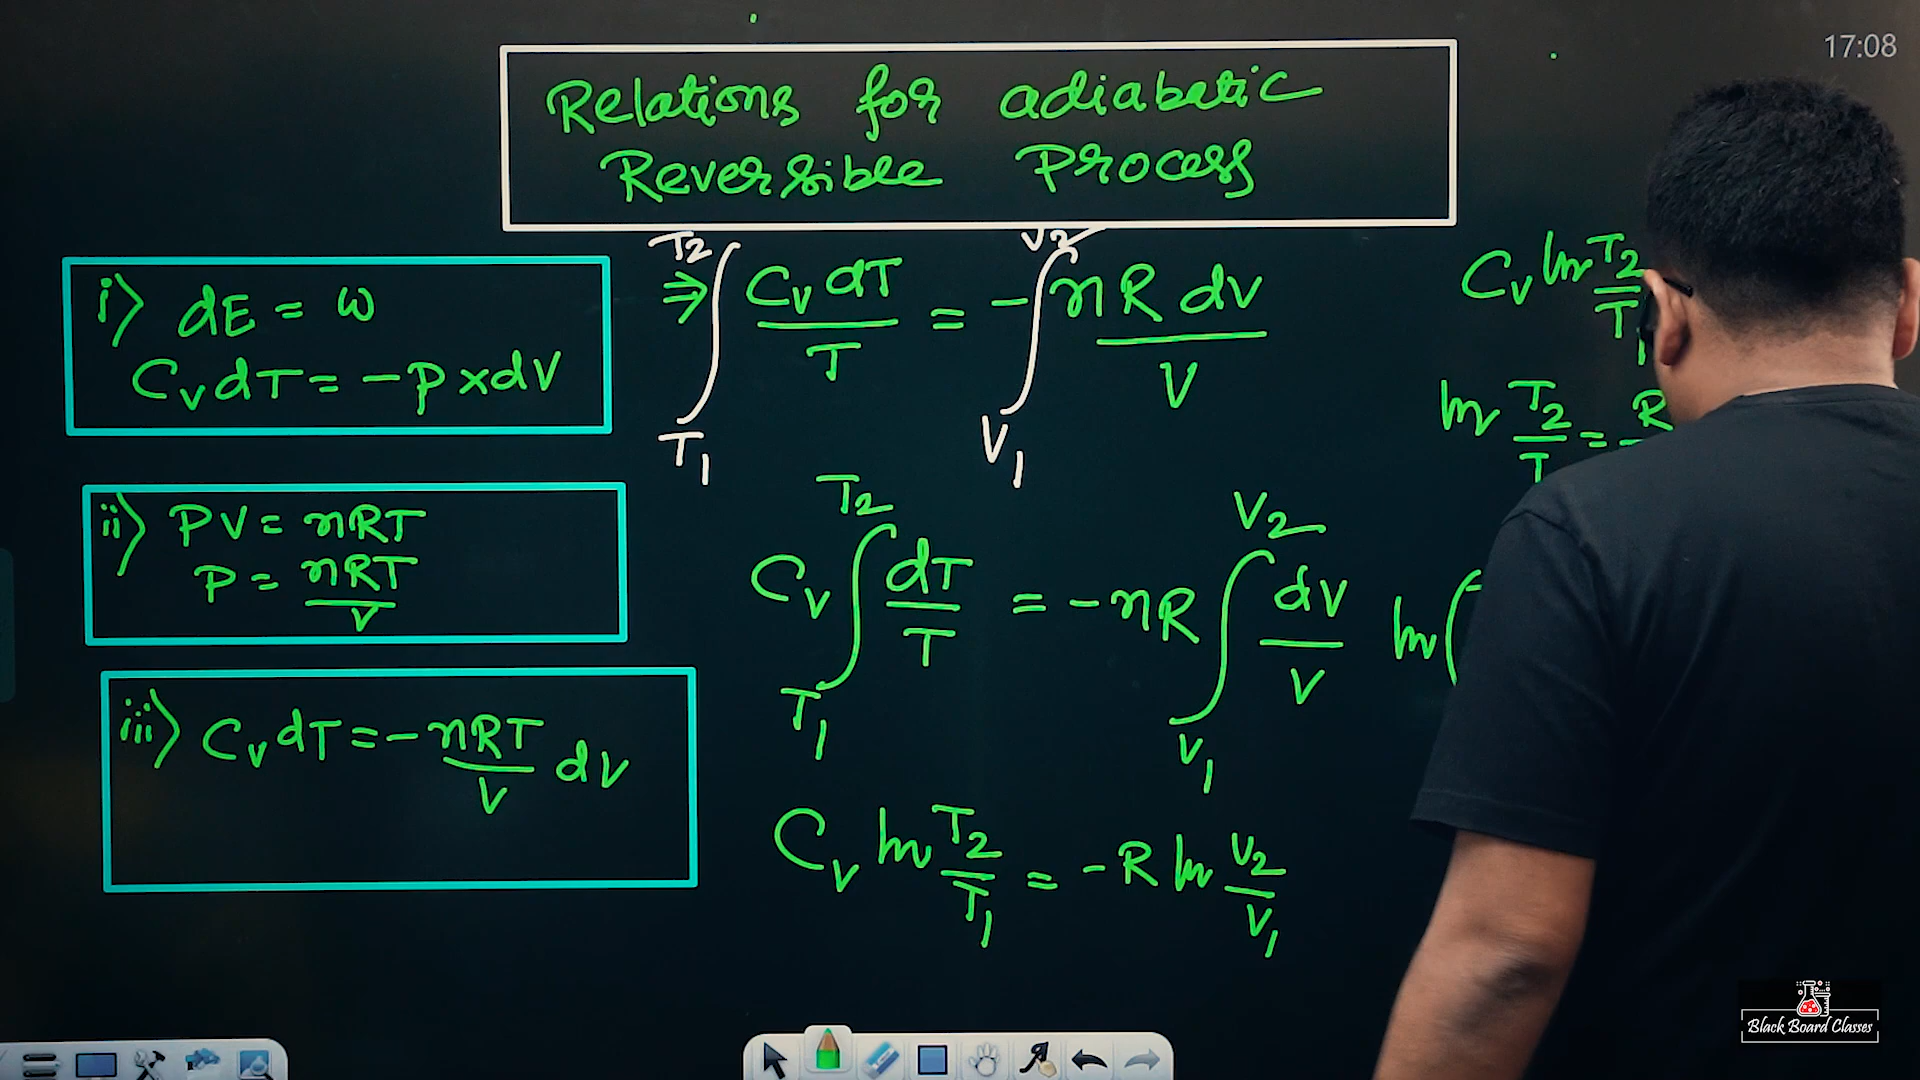 17:08
Relations for adiabatic
Reversible Process
i) dE = w
CvdT = -P×dV
ii) PV = nRT
P = nRT/V
iii) CvdT = -nRT/V dV
⇒ ∫_{T1}^{T2} CvdT/T = -∫_{V1}^{V2} nRdV/V
Cv ∫_{T1}^{T2} dT/T = -nR ∫_{V1}^{V2} dV/V
Cv ln T2/T1 = -R ln V2/V1
Cv ln T2/T1
ln T2/T = R
ln (
Black Board Classes